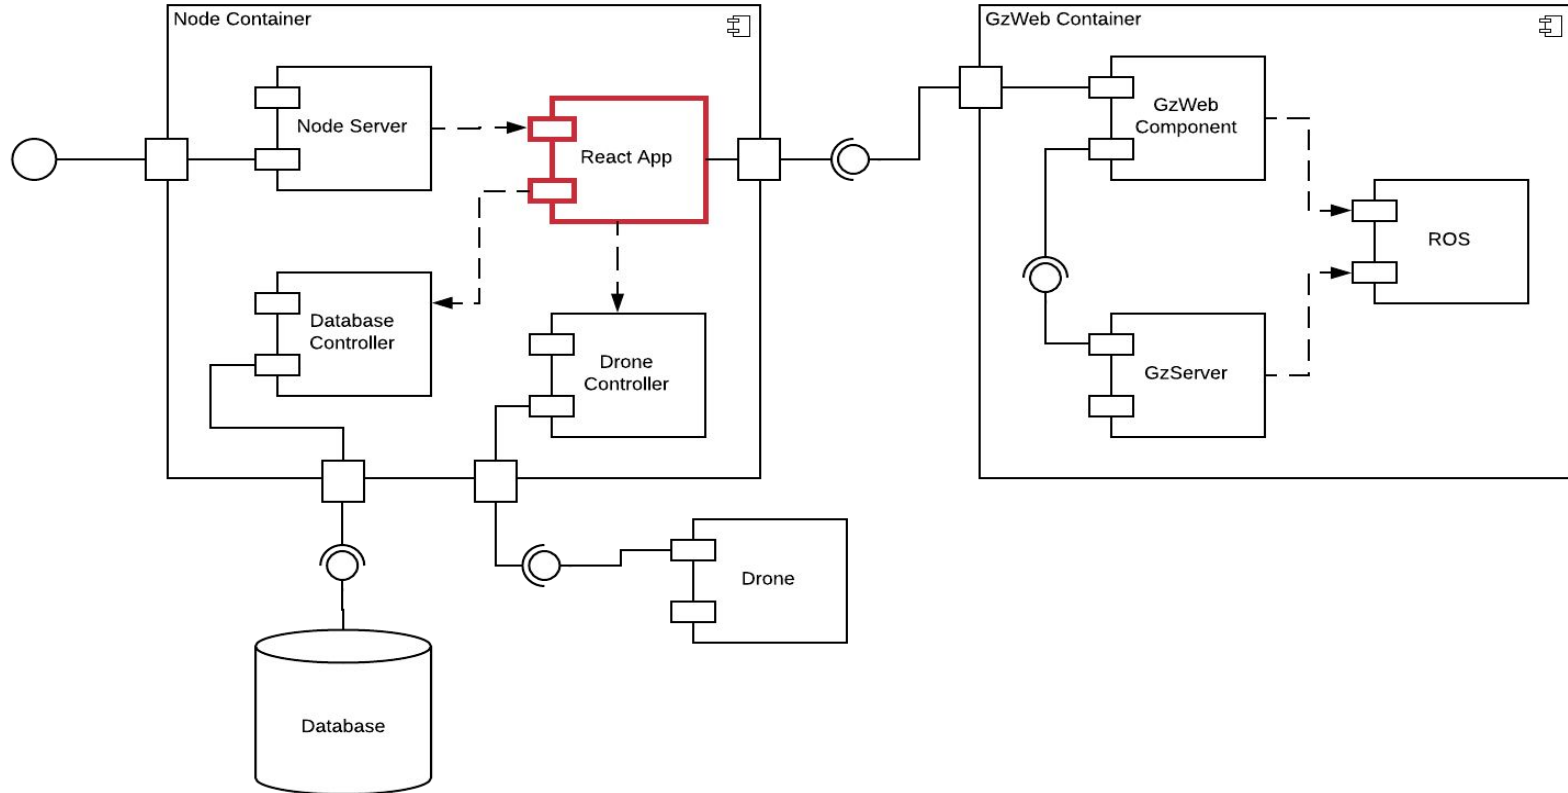 Node Container
GzWeb Container
Node Server
React App
GzWeb
Component
ROS
Database
Controller
Drone
Controller
GzServer
Drone
Database